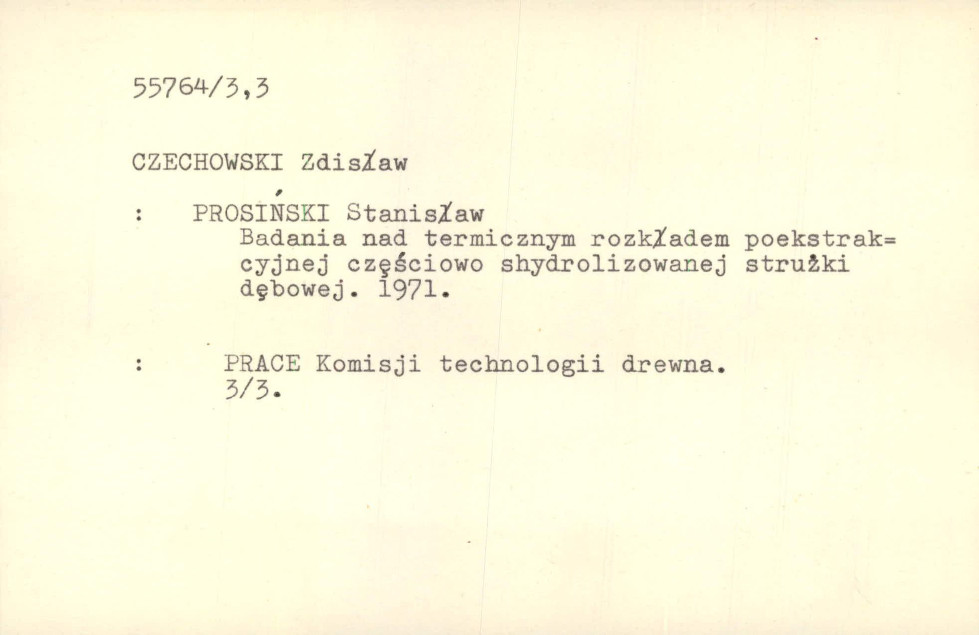 55764/3,3
CZECHOWSKI Zdisław
: PROSIŃSKI Stanisław
Badania nad termicznym rozkładem poekstrak=
cyjnej częściowo shydrolizowanej strużki
dębowej. 1971.
: PRACE Komisji technologii drewna.
3/3.